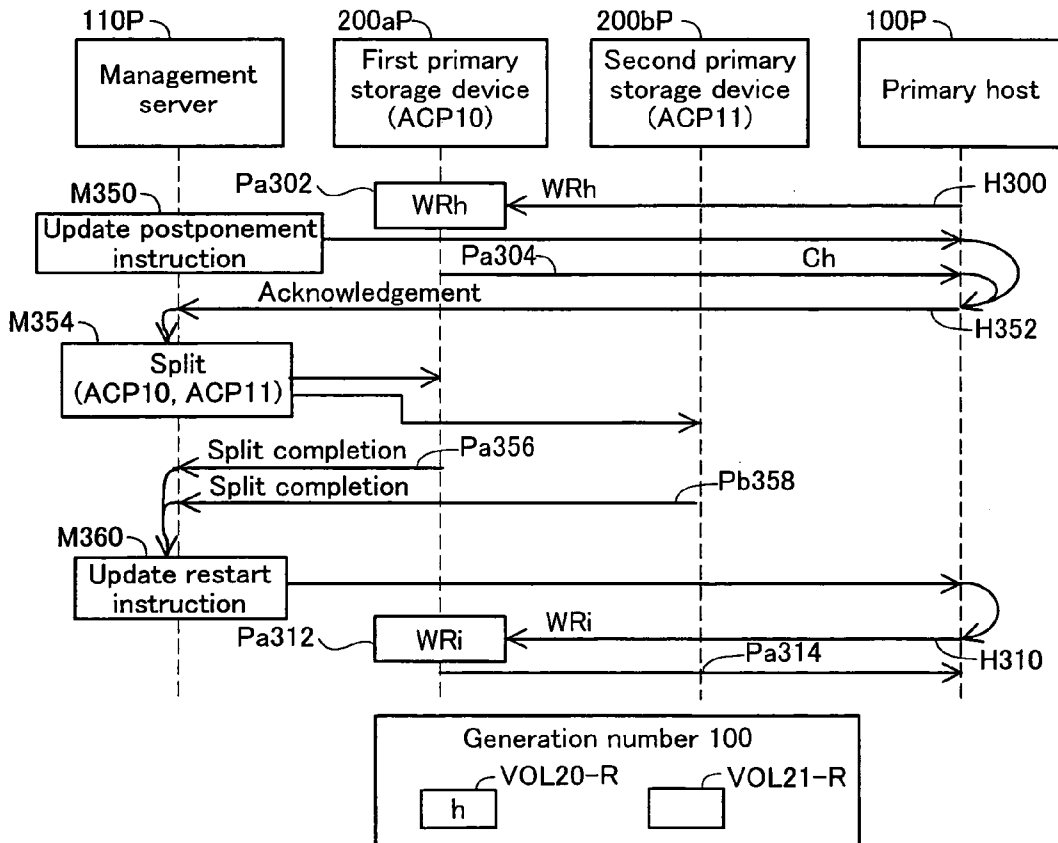 110P
200aP
200bP
100P
Management
server
First primary
storage device
(ACP10)
Second primary
storage device
(ACP11)
Primary host
Pa302
WRh
WRh
H300
M350
Update postponement
instruction
Pa304
Ch
Acknowledgement
H352
M354
Split
(ACP10, ACP11)
Split completion
Pa356
Split completion
Pb358
M360
Update restart
instruction
Pa312
WRi
WRi
H310
Pa314
Generation number 100
VOL20-R
VOL21-R
h